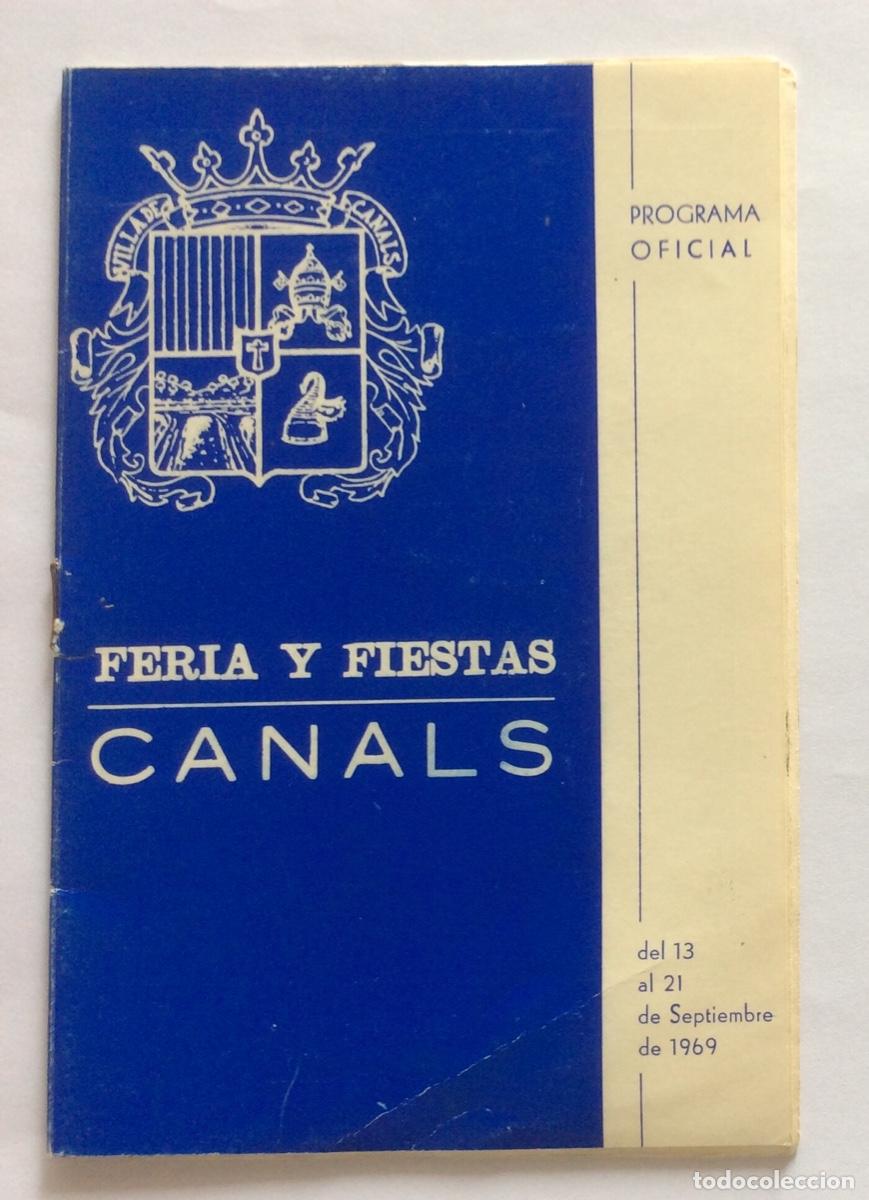 VILLA DE CANALS
PROGRAMA
OFICIAL
FERIA Y FIESTAS
CANALS
del 13
al 21
de Septiembre
de 1969
todocoleccion